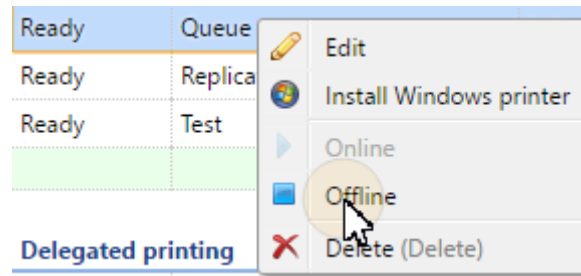 Ready Queue
Edit
Ready Replica
Install Windows printer
Ready Test
Online
Offline
Delegated printing
Delete (Delete)